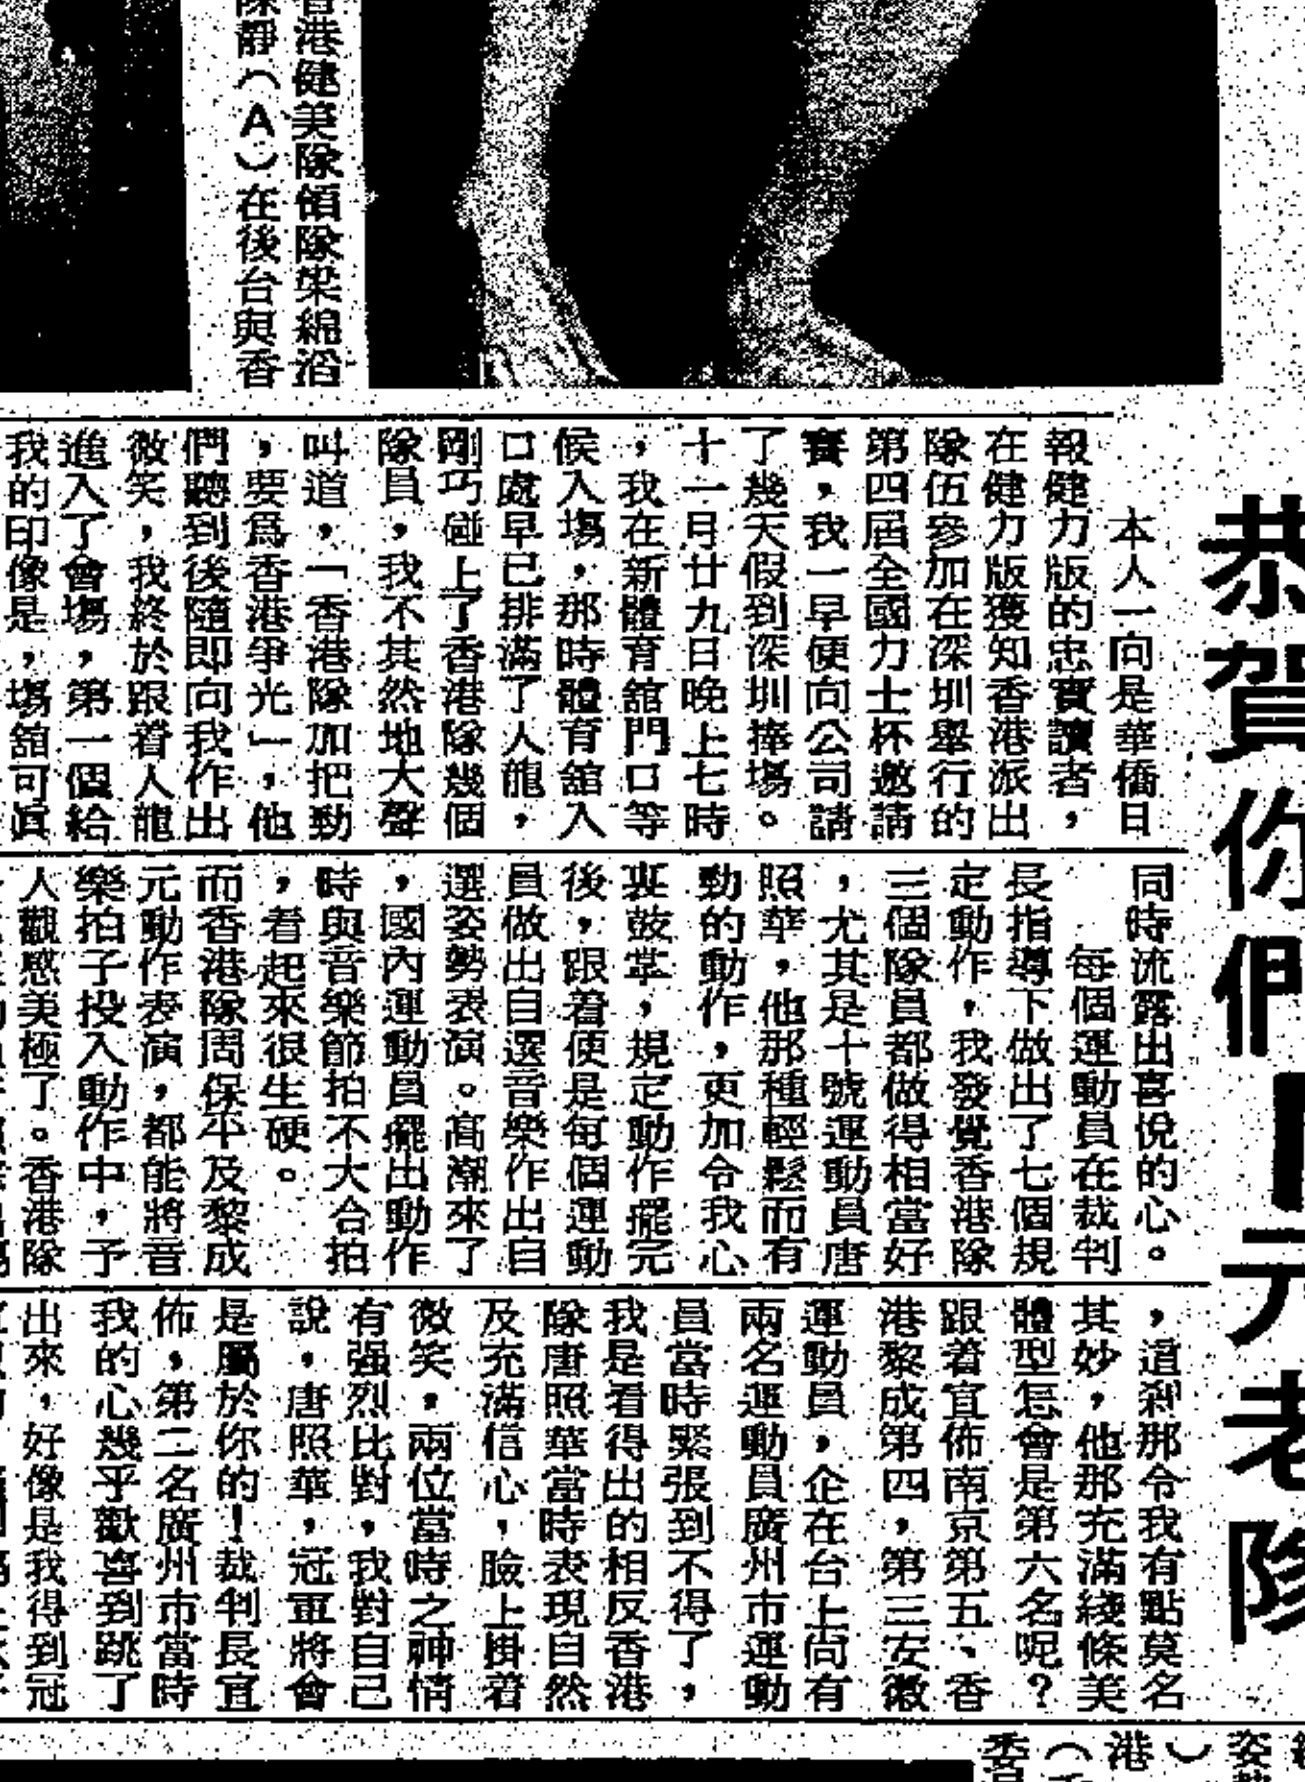 恭賀你們
元老隊
香港健美隊領隊梁綿滔
陳靜（A）在後台與香
本人一向是華僑日
報健力版的忠實讀者，
在健力版獲知香港派出
隊伍參加在深圳舉行的
第四屆全國力士杯邀請
賽，我一早便向公司請
了幾天假到深圳捧場。
十一月廿九日晚上七時
，我在新體育舘門口等
候入場，那時體育舘入
口處早已排滿了人龍，
剛巧碰上了香港隊幾個
隊員，我不其然地大聲
叫道，「香港隊加把勁
，要爲香港爭光」，他
們聽到後隨即向我作出
微笑，我終於跟着人龍
進入了會場，第一個給
我的印像是，場舘可眞
同時流露出喜悅的心。
每個運動員在裁判
長指導下做出了七個規
定動作，我發覺香港隊
三個隊員都做得相當好
，尤其是十號運動員唐
照華，他那種輕鬆而有
勁的動作，更加令我心
裏鼓掌，規定動作擺完
後，跟着便是每個運動
員做出自選音樂作出自
選姿勢表演。高潮來了
，國內運動員擺出動作
時與音樂節拍不大合拍
，看起來很生硬。
而香港隊周保平及黎成
元動作表演，都能將音
樂拍子投入動作中，予
人觀感美極了。香港隊
，這刹那令我有點莫名
其妙，他那充滿綫條美
體型怎會是第六名呢？
跟着宣佈南京第五、香
港黎成第四，第三安徽
運動員，企在台上尚有
兩名運動員廣州市運動
員當時緊張到不得了，
我是看得出的相反香港
隊唐照華當時表現自然
及充滿信心，臉上掛着
微笑，兩位當時之神情
有强烈比對，我對自己
說，唐照華，冠軍將會
是屬於你的！裁判長宣
佈，第二名廣州市當時
我的心幾乎歡喜到跳了
出來，好像是我得到冠
姿
港